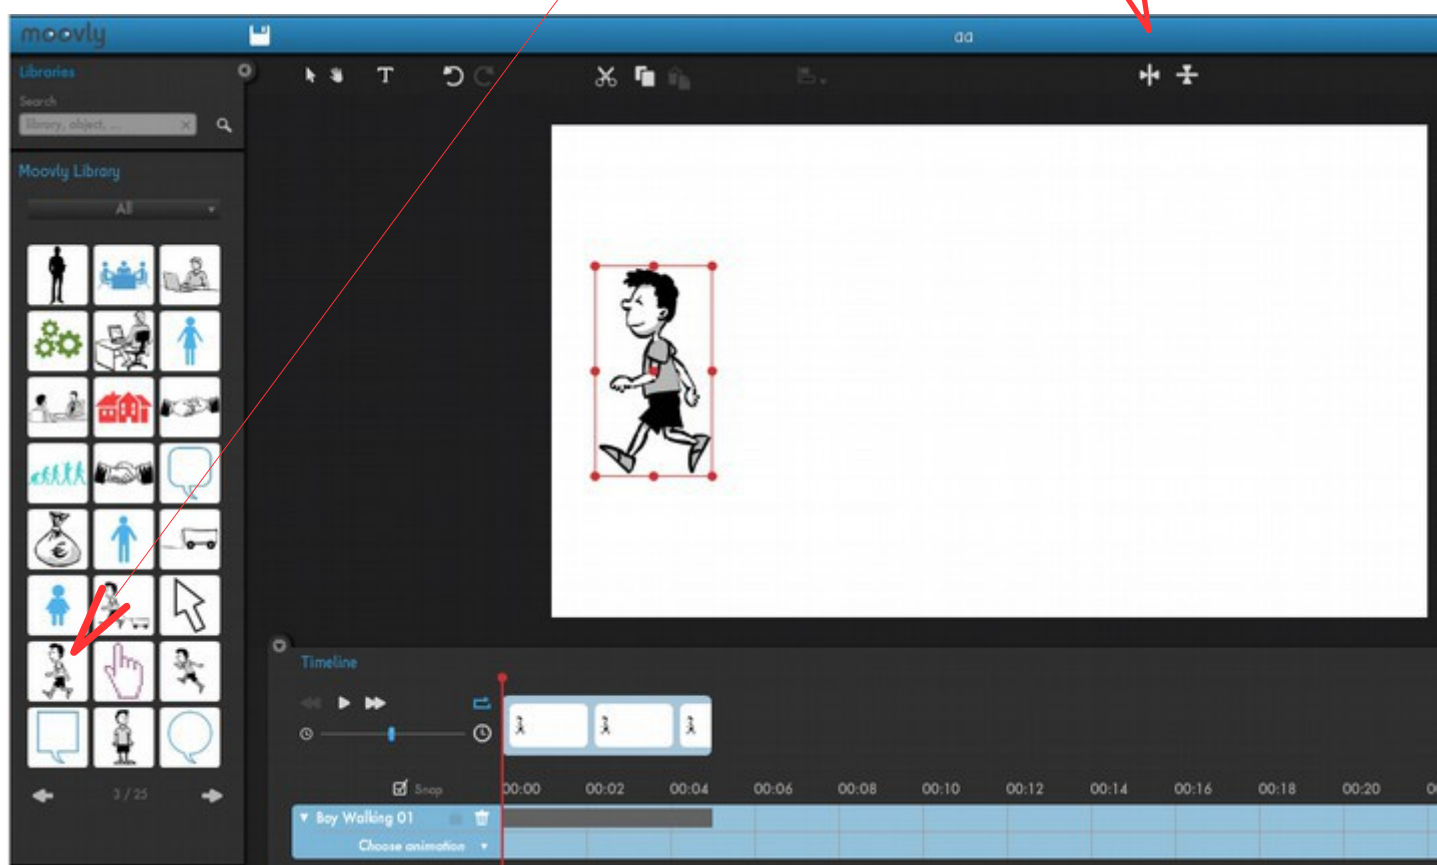 moovly
aa
Libraries
T
Search
library, object, ...
Moovly Library
All
Timeline
3 / 25
Snap
00:00 00:02 00:04 00:06 00:08 00:10 00:12 00:14 00:16 00:18 00:20
Boy Walking 01
Choose animation